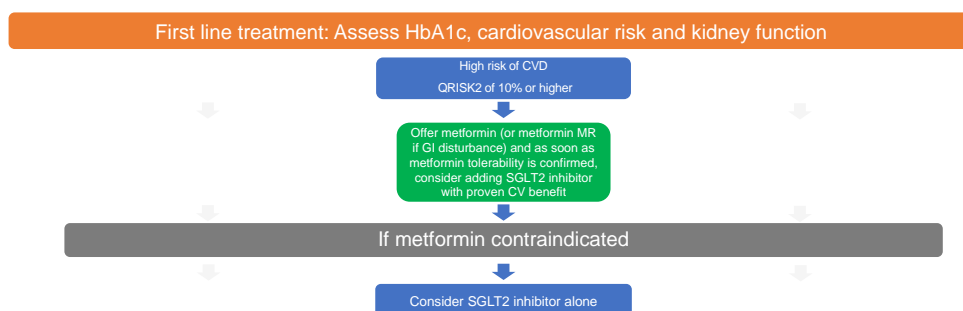 First line treatment: Assess HbA1c, cardiovascular risk and kidney function
High risk of CVD
QRISK2 of 10% or higher
Offer metformin (or metformin MR
if GI disturbance) and as soon as
metformin tolerability is confirmed,
consider adding SGLT2 inhibitor
with proven CV benefit
If metformin contraindicated
Consider SGLT2 inhibitor alone